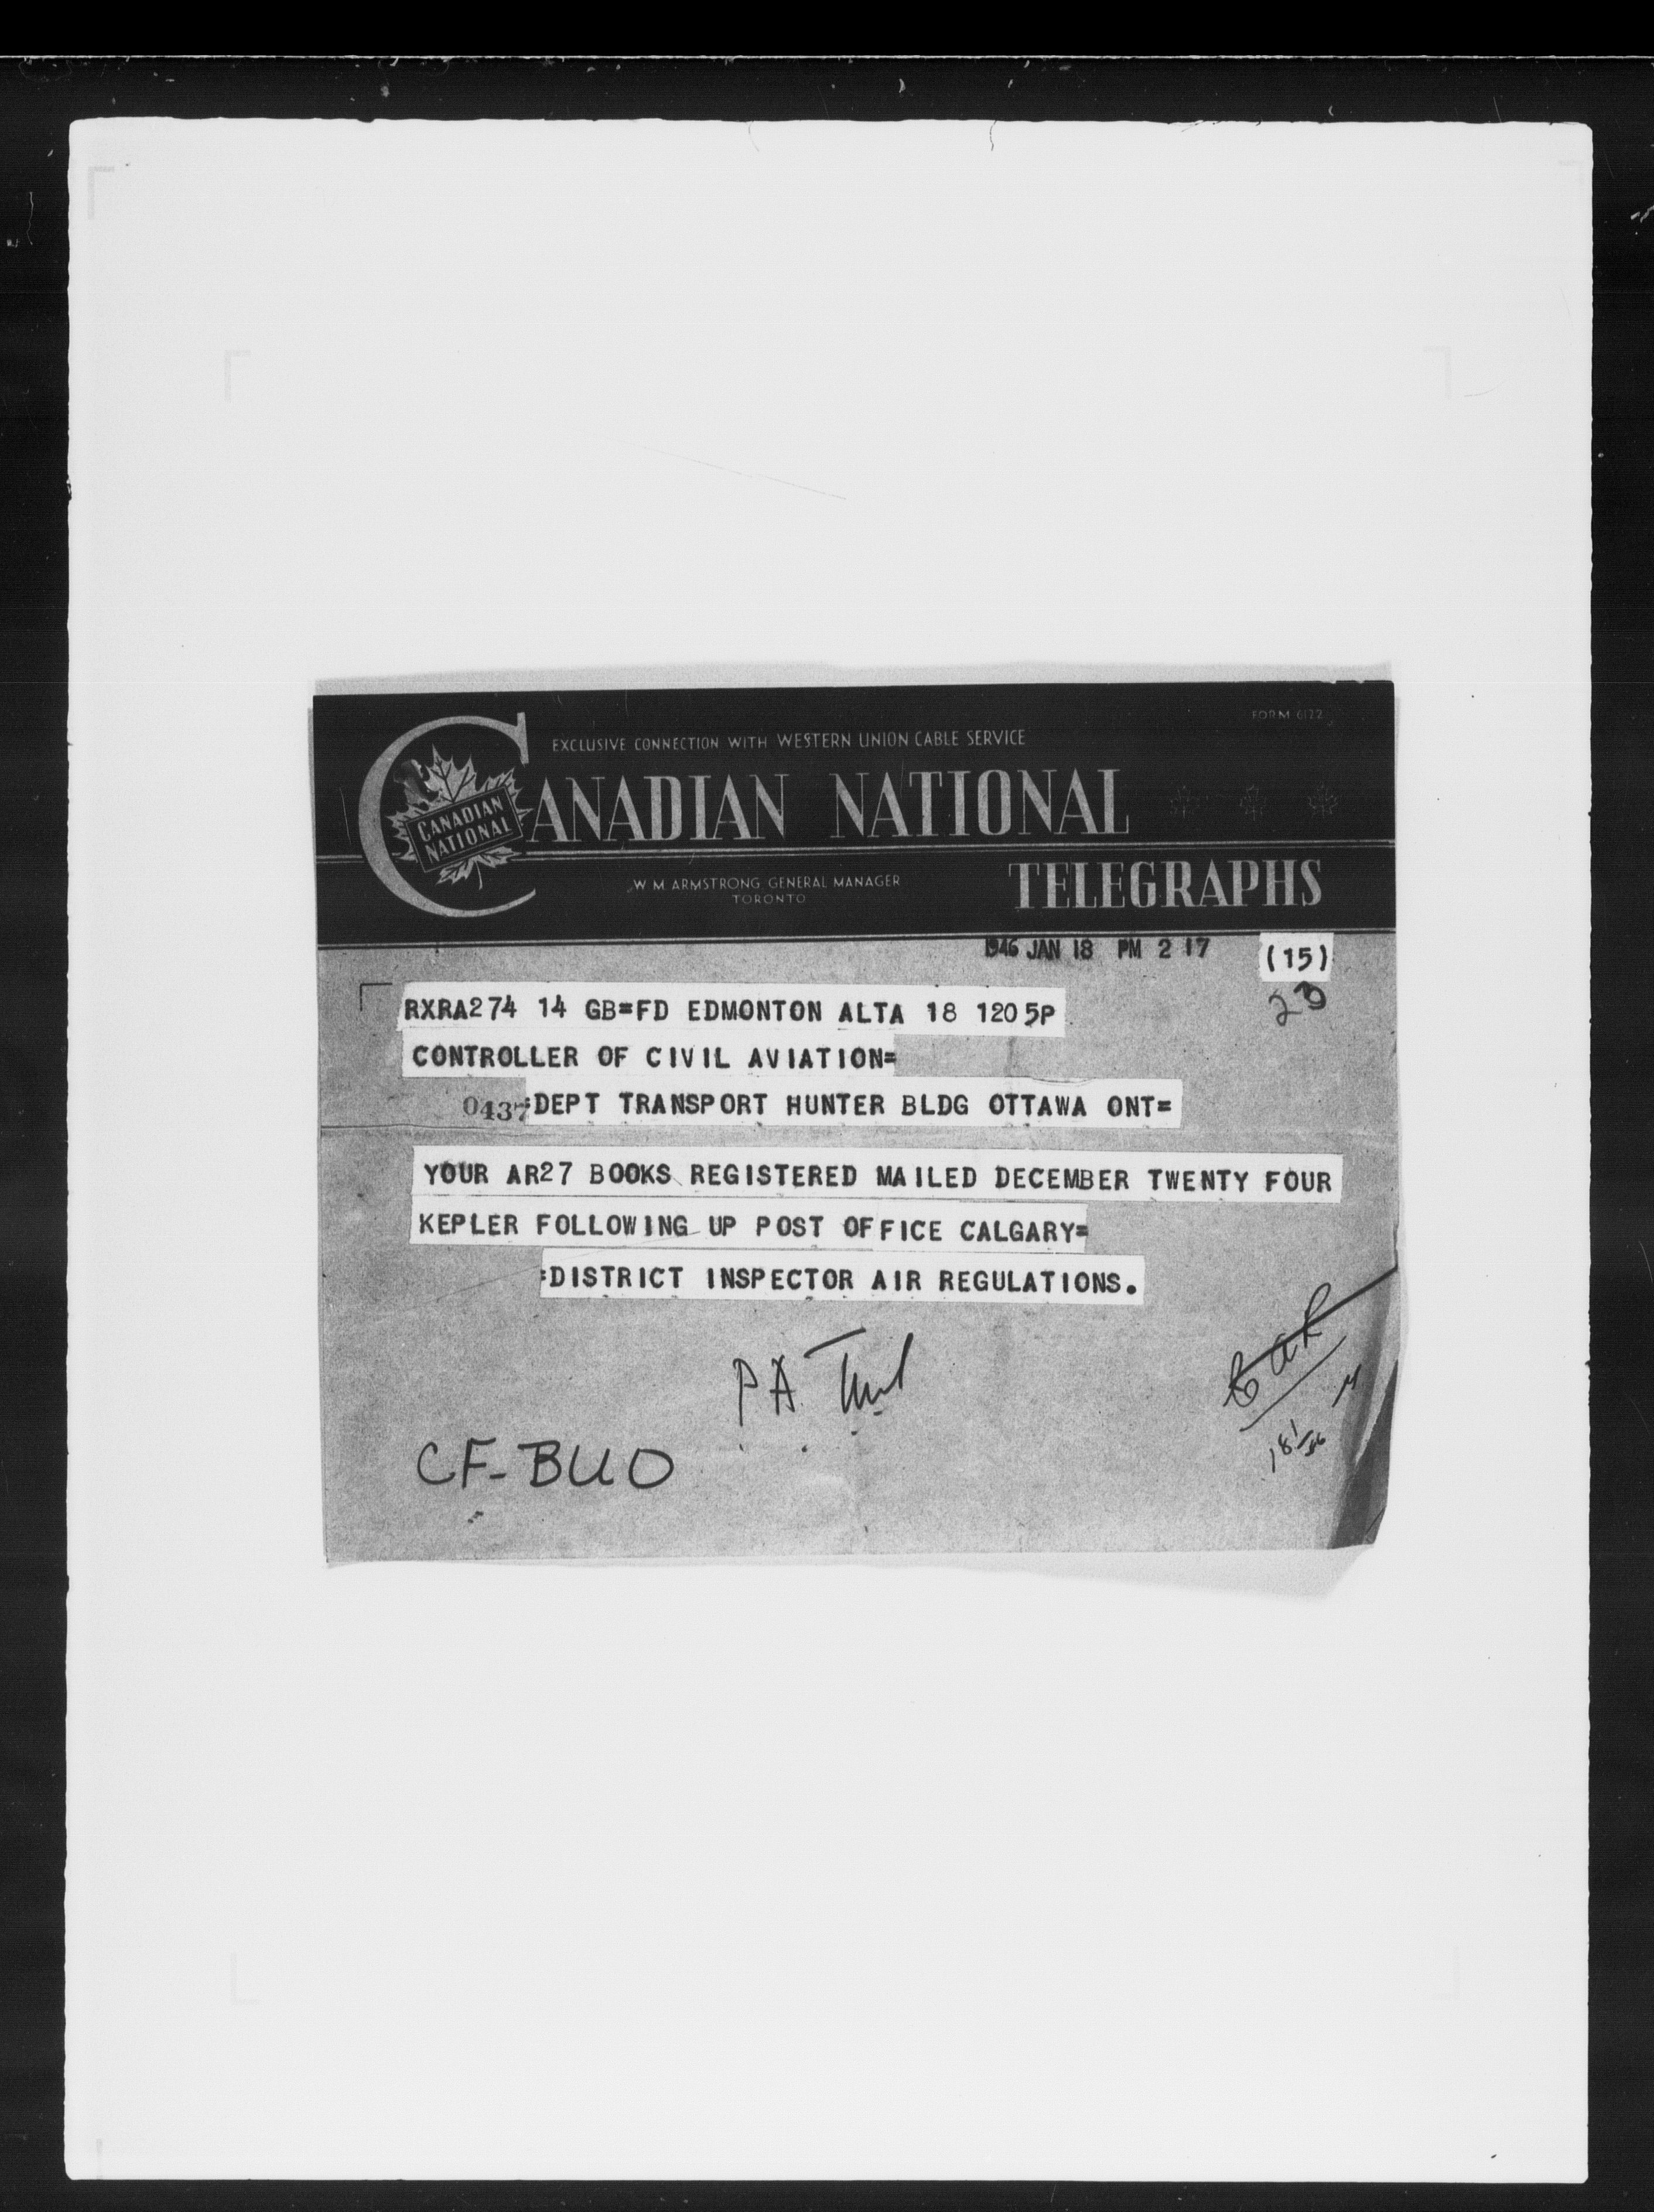 FORM 6122
EXCLUSIVE CONNECTION WITH WESTERN UNION CABLE SERVICE
CANADIAN NATIONAL
CANADIAN
NATIONAL
TELEGRAPHS
W M ARMSTRONG GENERAL MANAGER
TORONTO
1946 JAN 18 PM 2 17
(15)
23
RXRA274 14 GB=FD EDMONTON ALTA 18 1205P
CONTROLLER OF CIVIL AVIATION=
0437 :DEPT TRANSPORT HUNTER BLDG OTTAWA ONT=
YOUR AR27 BOOKS REGISTERED MAILED DECEMBER TWENTY FOUR
KEPLER FOLLOWING UP POST OFFICE CALGARY=
:DISTRICT INSPECTOR AIR REGULATIONS.
PA
CF-BUO